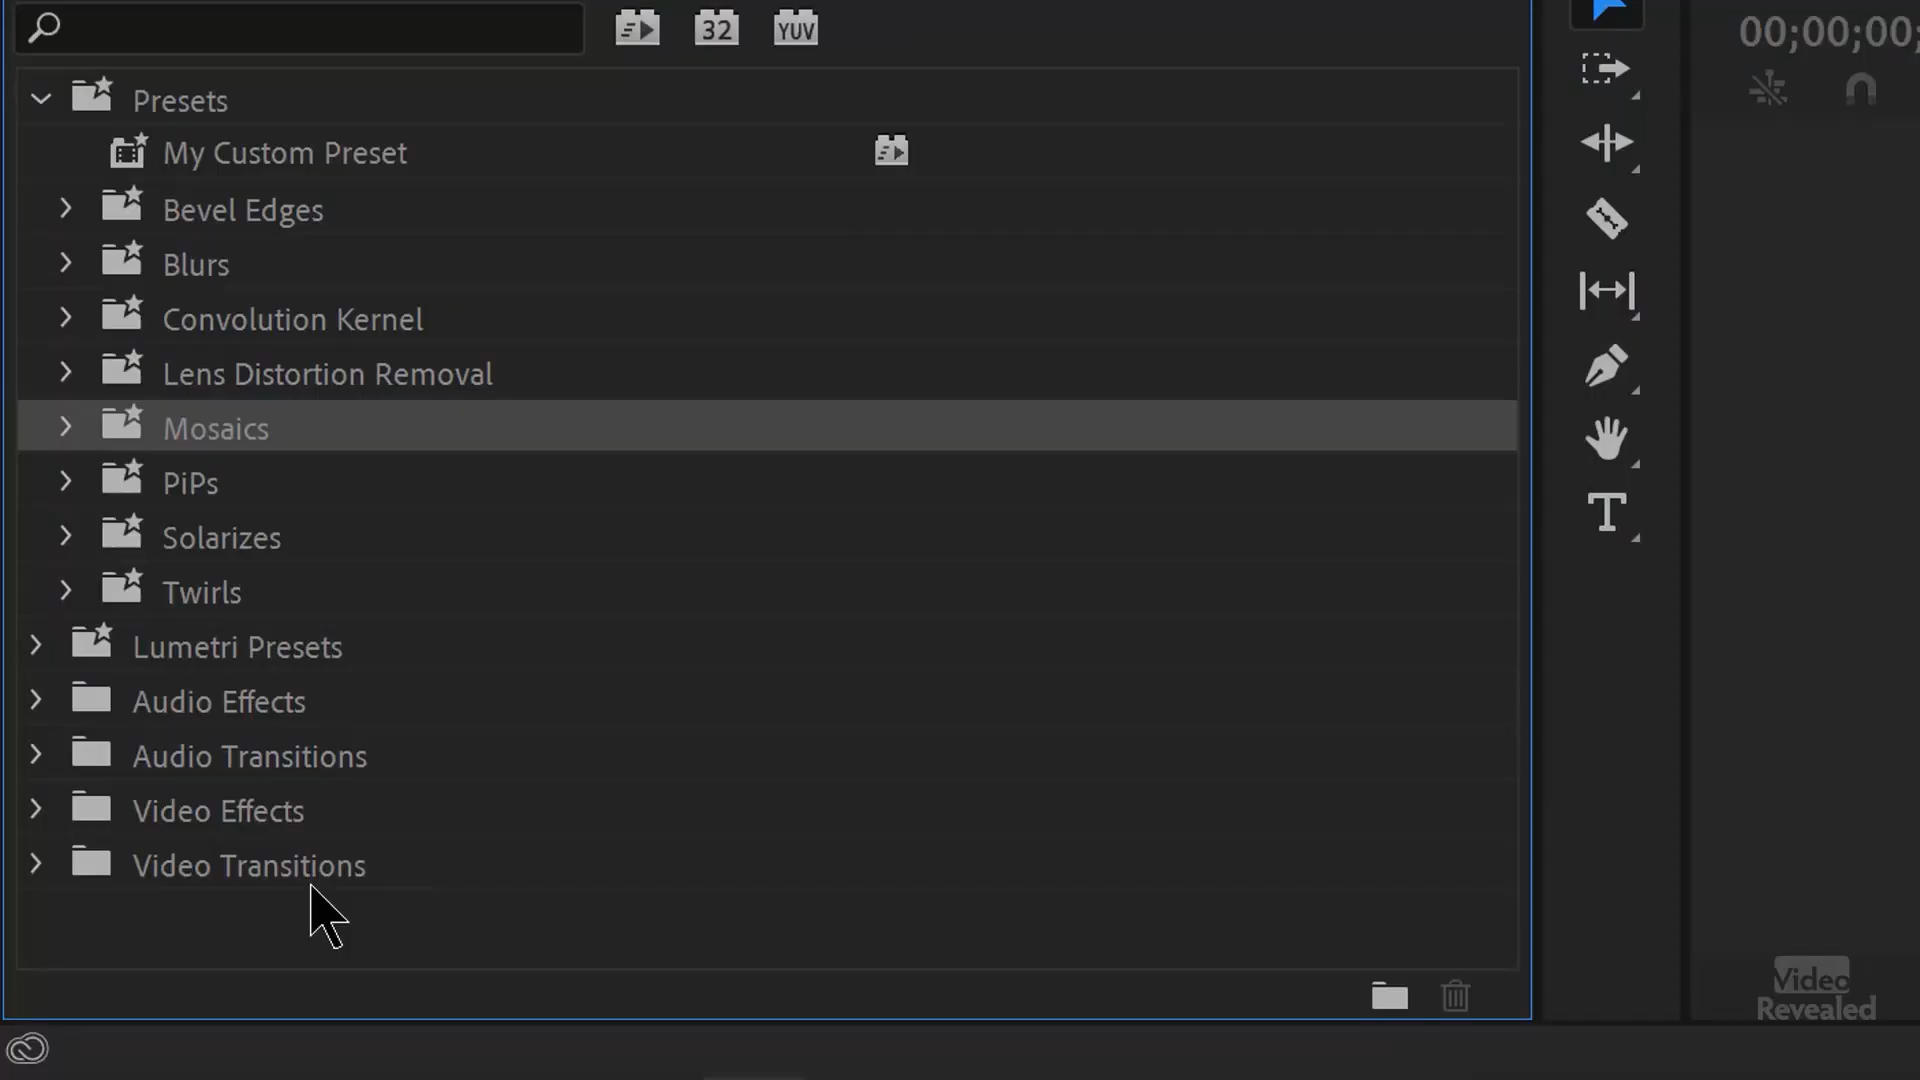 32
YUV
00;00;00;
Presets
My Custom Preset
Bevel Edges
Blurs
Convolution Kernel
Lens Distortion Removal
Mosaics
PiPs
Solarizes
Twirls
Lumetri Presets
Audio Effects
Audio Transitions
Video Effects
Video Transitions
Video
Revealed